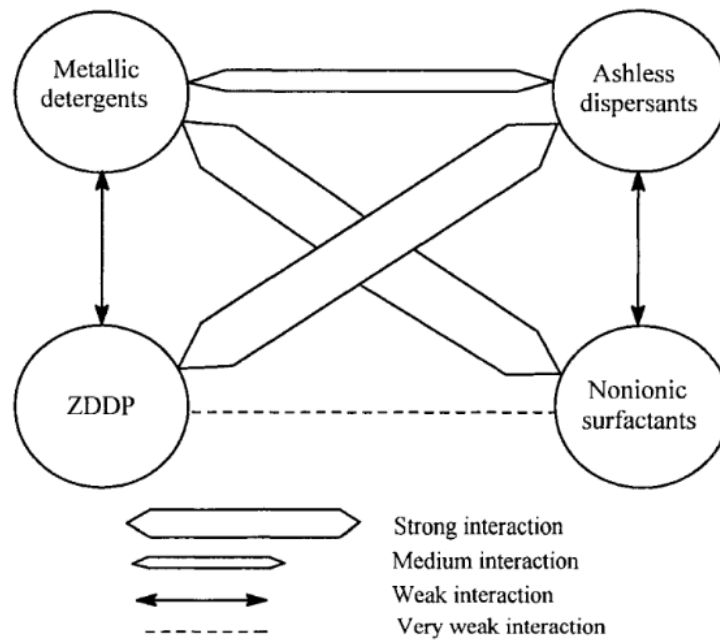 Metallic
detergents
Ashless
dispersants
ZDDP
Nonionic
surfactants
Strong interaction
Medium interaction
Weak interaction
Very weak interaction